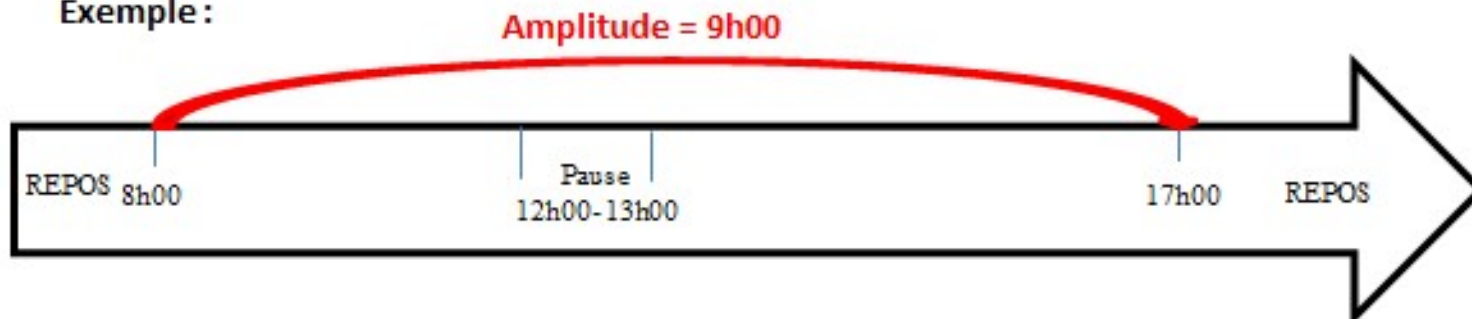 Exemple :
Amplitude = 9h00
REPOS 8h00 Pause 17h00 REPOS
12h00-13h00